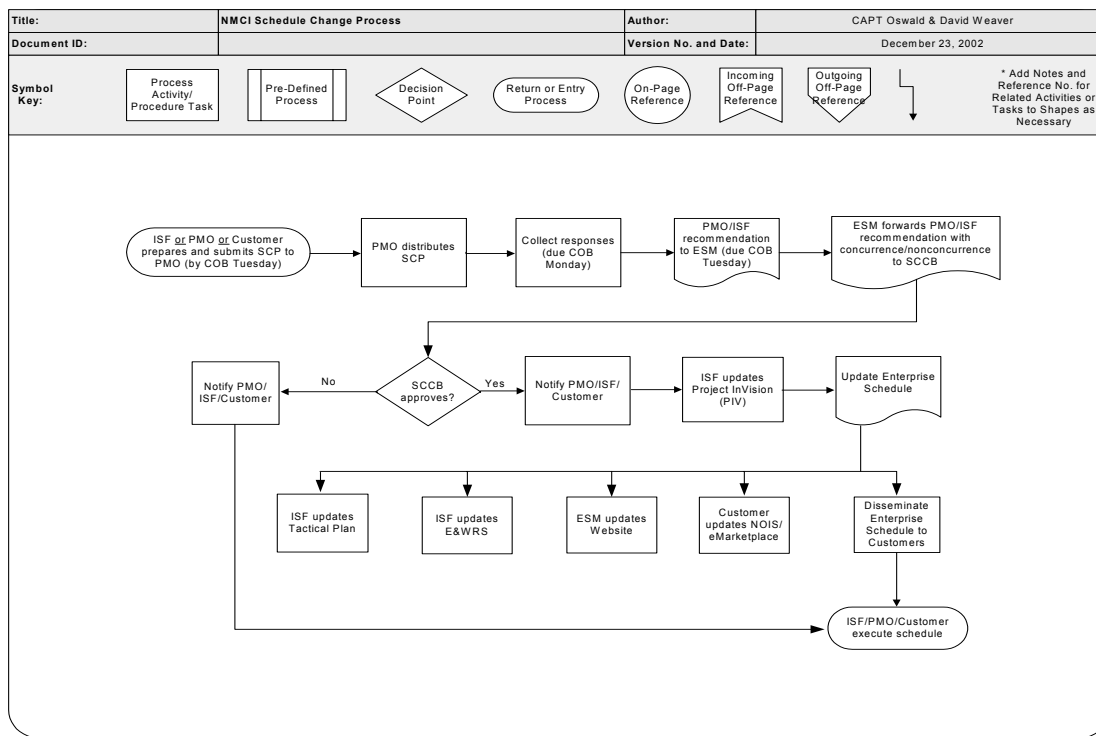 Title:
NMCI Schedule Change Process
Author:
CAPT Oswald & David Weaver
Document ID:
Version No. and Date:
December 23, 2002
Symbol
Key:
Process
Activity/
Procedure Task
Pre-Defined
Process
Decision
Point
Return or Entry
Process
On-Page
Reference
Incoming
Off-Page
Reference
Outgoing
Off-Page
Reference
* Add Notes and
Reference No. for
Related Activities or
Tasks to Shapes as
Necessary
ISF or PMO or Customer
prepares and submits SCP to
PMO (by COB Tuesday)
PMO distributes
SCP
Collect responses
(due COB
Monday)
PMO/ISF
recommendation
to ESM (due COB
Tuesday)
ESM forwards PMO/ISF
recommendation with
concurrence/nonconcurrence
to SCCB
Notify PMO/
ISF/Customer
No
SCCB
approves?
Yes
Notify PMO/ISF/
Customer
ISF updates
Project InVision
(PIV)
Update Enterprise
Schedule
ISF updates
Tactical Plan
ISF updates
E&WRS
ESM updates
Website
Customer
updates NOIS/
eMarketplace
Disseminate
Enterprise
Schedule to
Customers
ISF/PMO/Customer
execute schedule